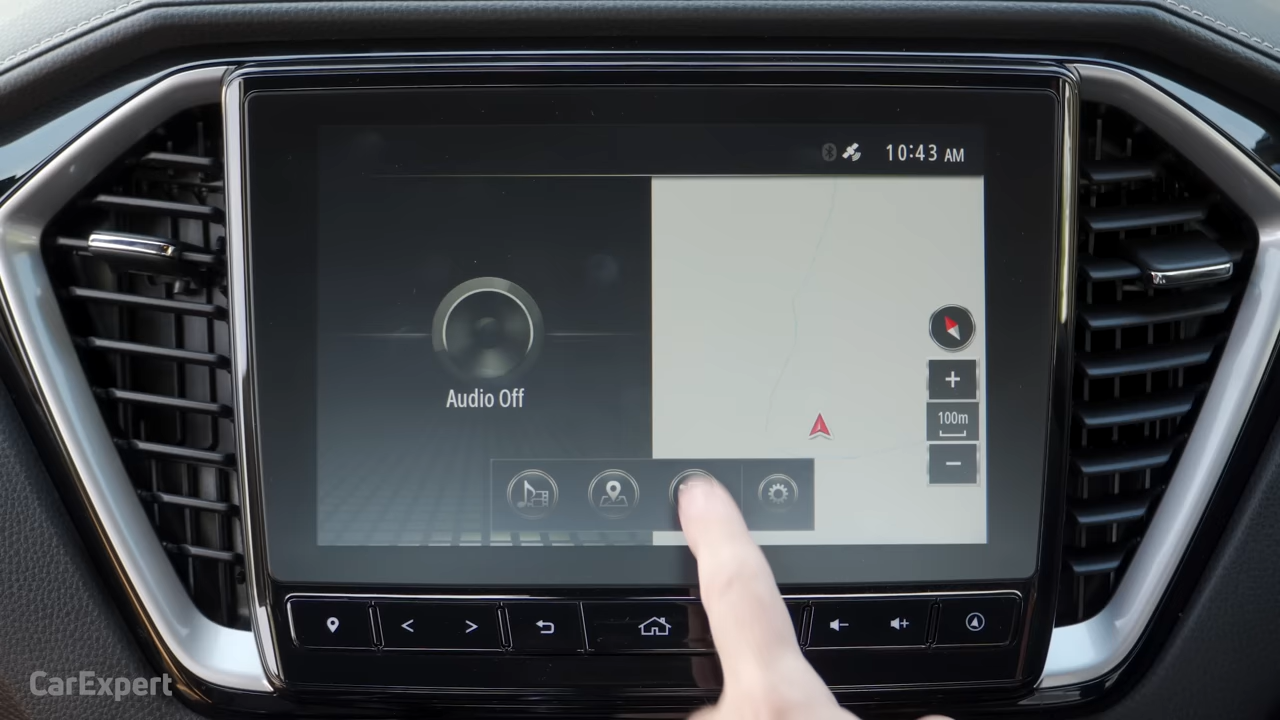 10:43 AM
Audio Off
+
100m
−
< >
CarExpert